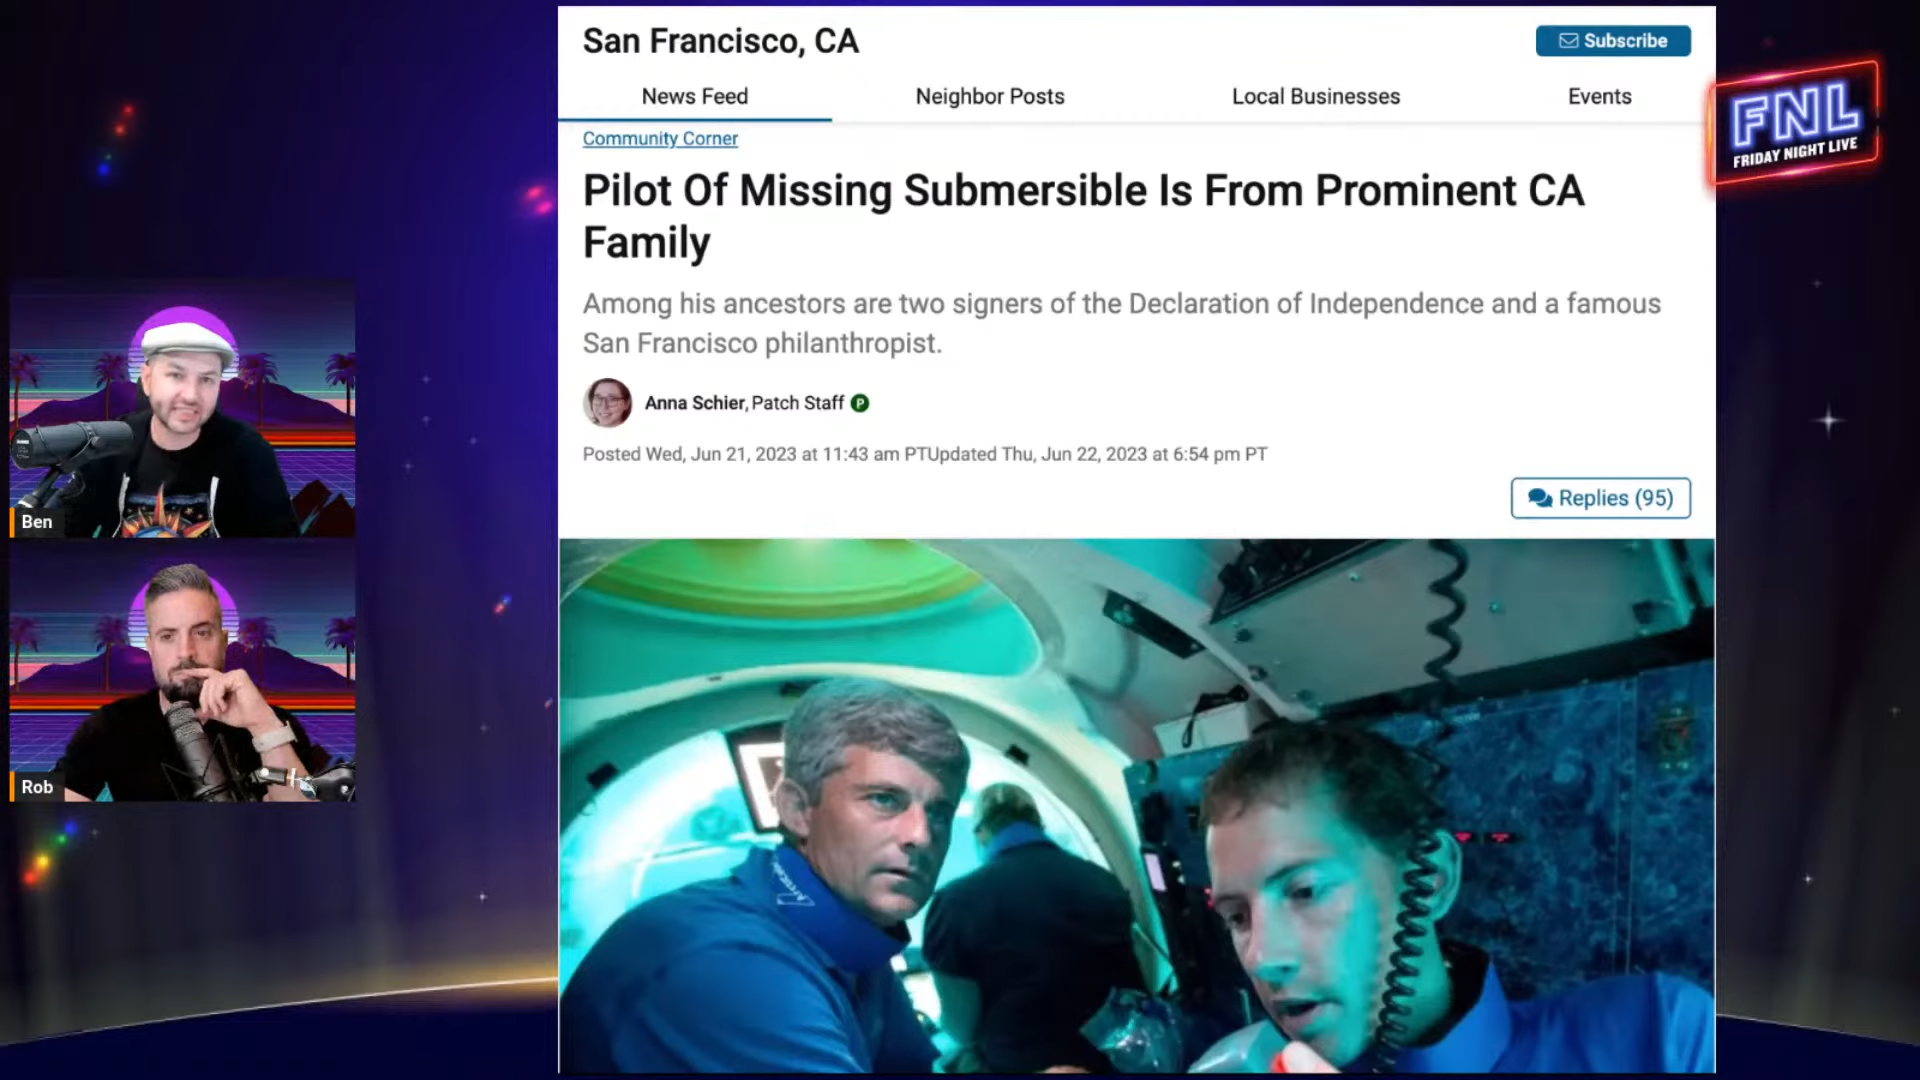 San Francisco, CA
Subscribe
News Feed
Neighbor Posts
Local Businesses
Events
FNL
FRIDAY NIGHT LIVE
Community Corner
Pilot Of Missing Submersible Is From Prominent CA
Family
Among his ancestors are two signers of the Declaration of Independence and a famous
San Francisco philanthropist.
Anna Schier, Patch Staff P
Posted Wed, Jun 21, 2023 at 11:43 am PTUpdated Thu, Jun 22, 2023 at 6:54 pm PT
Replies (95)
Ben
Rob